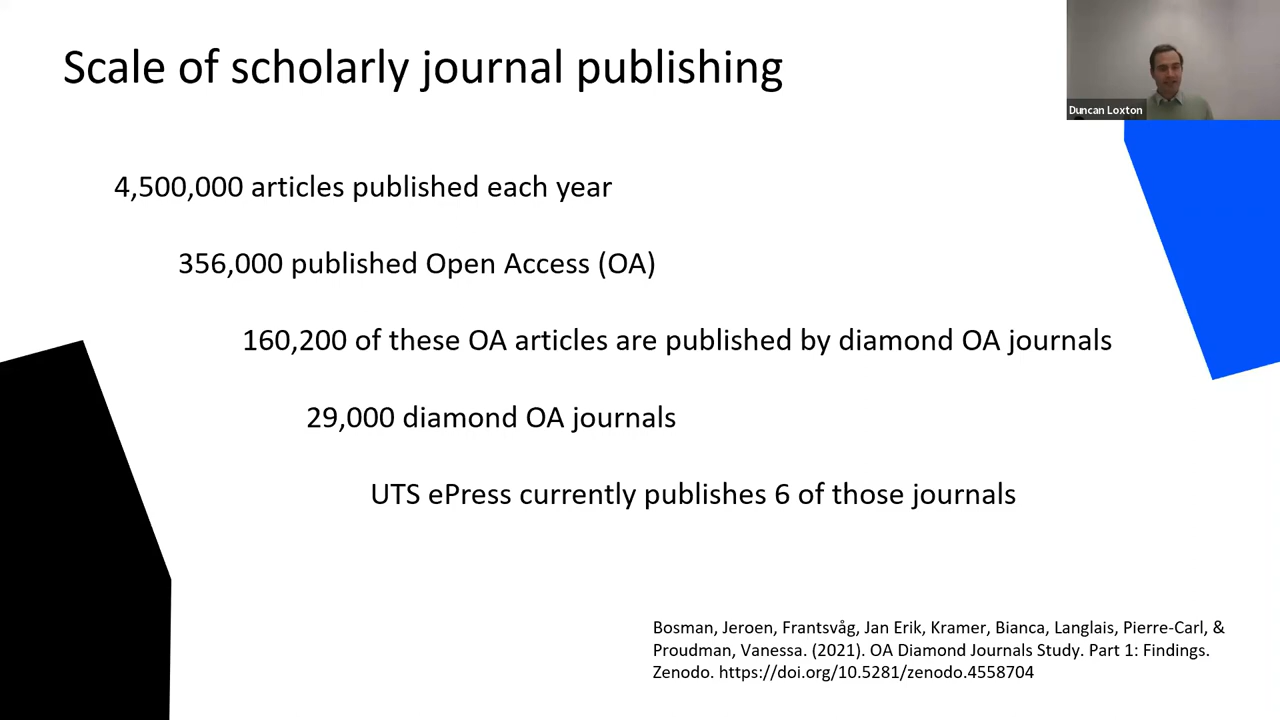 Scale of scholarly journal publishing
Duncan Loxton
4,500,000 articles published each year
356,000 published Open Access (OA)
160,200 of these OA articles are published by diamond OA journals
29,000 diamond OA journals
UTS ePress currently publishes 6 of those journals
Bosman, Jeroen, Frantsvåg, Jan Erik, Kramer, Bianca, Langlais, Pierre-Carl, &
Proudman, Vanessa. (2021). OA Diamond Journals Study. Part 1: Findings.
Zenodo. https://doi.org/10.5281/zenodo.4558704